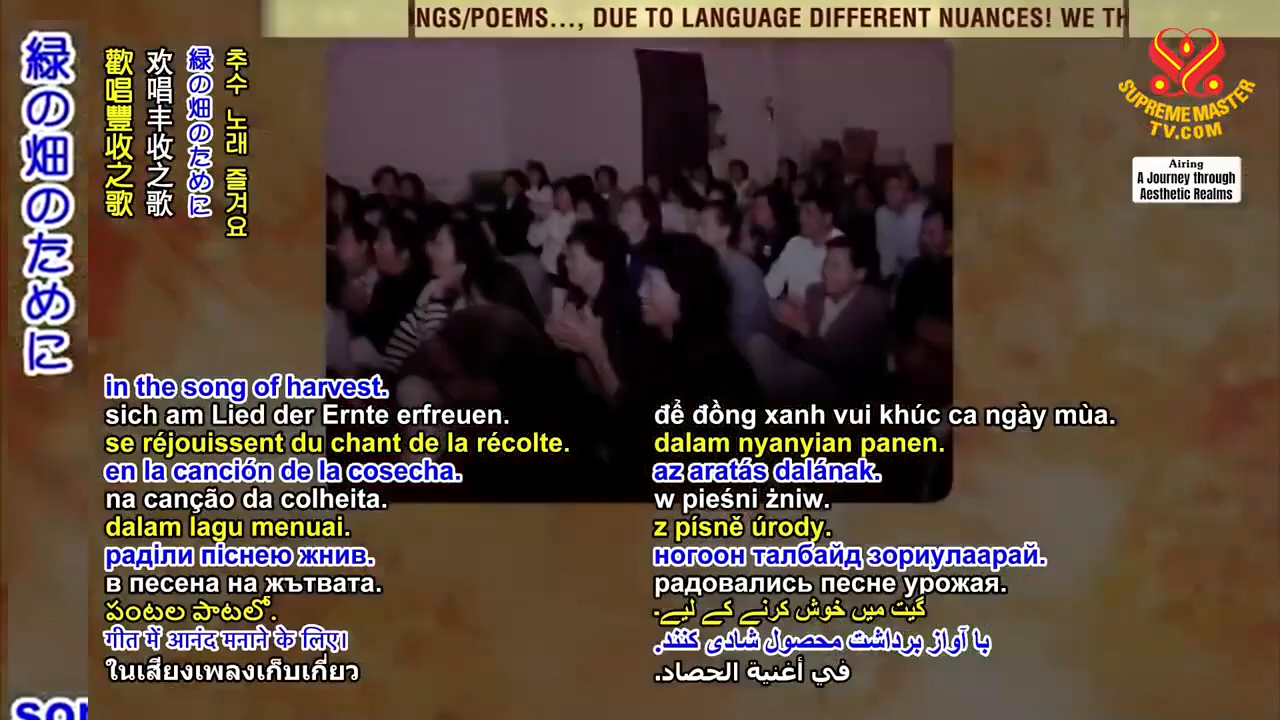 NGS/POEMS..., DUE TO LANGUAGE DIFFERENT NUANCES! WE TH
SUPREME MASTER
TV.COM
Airing
A Journey through
Aesthetic Realms
緑の畑のために
歡唱豐收之歌
欢唱丰收之歌
緑の畑のために
추수 노래 즐겨요
in the song of harvest.
sich am Lied der Ernte erfreuen.
se réjouissent du chant de la récolte.
en la canción de la cosecha.
na canção da colheita.
dalam lagu menuai.
раділи піснею жнив.
в песента на жътвата.
పంటల పాటలో.
गीत में आनंद मनाने के लिए।
ในเสียงเพลงเก็บเกี่ยว
để đồng xanh vui khúc ca ngày mùa.
dalam nyanyian panen.
az aratás dalának.
w pieśni żniw.
z písně úrody.
ногоон талбайд зориулаарай.
радовались песне урожая.
گیت میں خوش کرنے کے لیے۔
با آواز برداشت محصول شادی کنند.
في أغنية الحصاد.
son